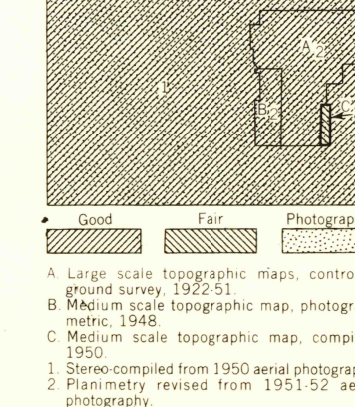 A 2
1
B 2
C
Good Fair Photograp
A. Large scale topographic maps, contro
ground survey, 1922-51.
B. Medium scale topographic map, photogr
metric, 1948.
C. Medium scale topographic map, compi
1950.
1. Stereo-compiled from 1950 aerial photograp
2. Planimetry revised from 1951-52 ae
photography.